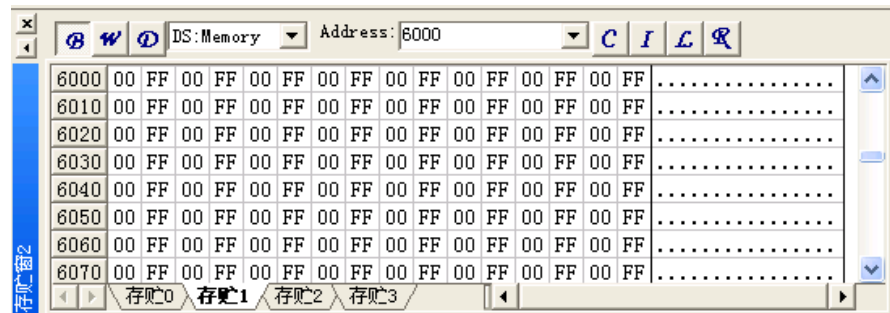 B W D DS:Memory Address: 6000 C I L R
6000 00 FF 00 FF 00 FF 00 FF 00 FF 00 FF 00 FF 00 FF ................
6010 00 FF 00 FF 00 FF 00 FF 00 FF 00 FF 00 FF 00 FF ................
6020 00 FF 00 FF 00 FF 00 FF 00 FF 00 FF 00 FF 00 FF ................
6030 00 FF 00 FF 00 FF 00 FF 00 FF 00 FF 00 FF 00 FF ................
6040 00 FF 00 FF 00 FF 00 FF 00 FF 00 FF 00 FF 00 FF ................
6050 00 FF 00 FF 00 FF 00 FF 00 FF 00 FF 00 FF 00 FF ................
6060 00 FF 00 FF 00 FF 00 FF 00 FF 00 FF 00 FF 00 FF ................
6070 00 FF 00 FF 00 FF 00 FF 00 FF 00 FF 00 FF 00 FF ................
存贮0 存贮1 存贮2 存贮3
存贮窗2